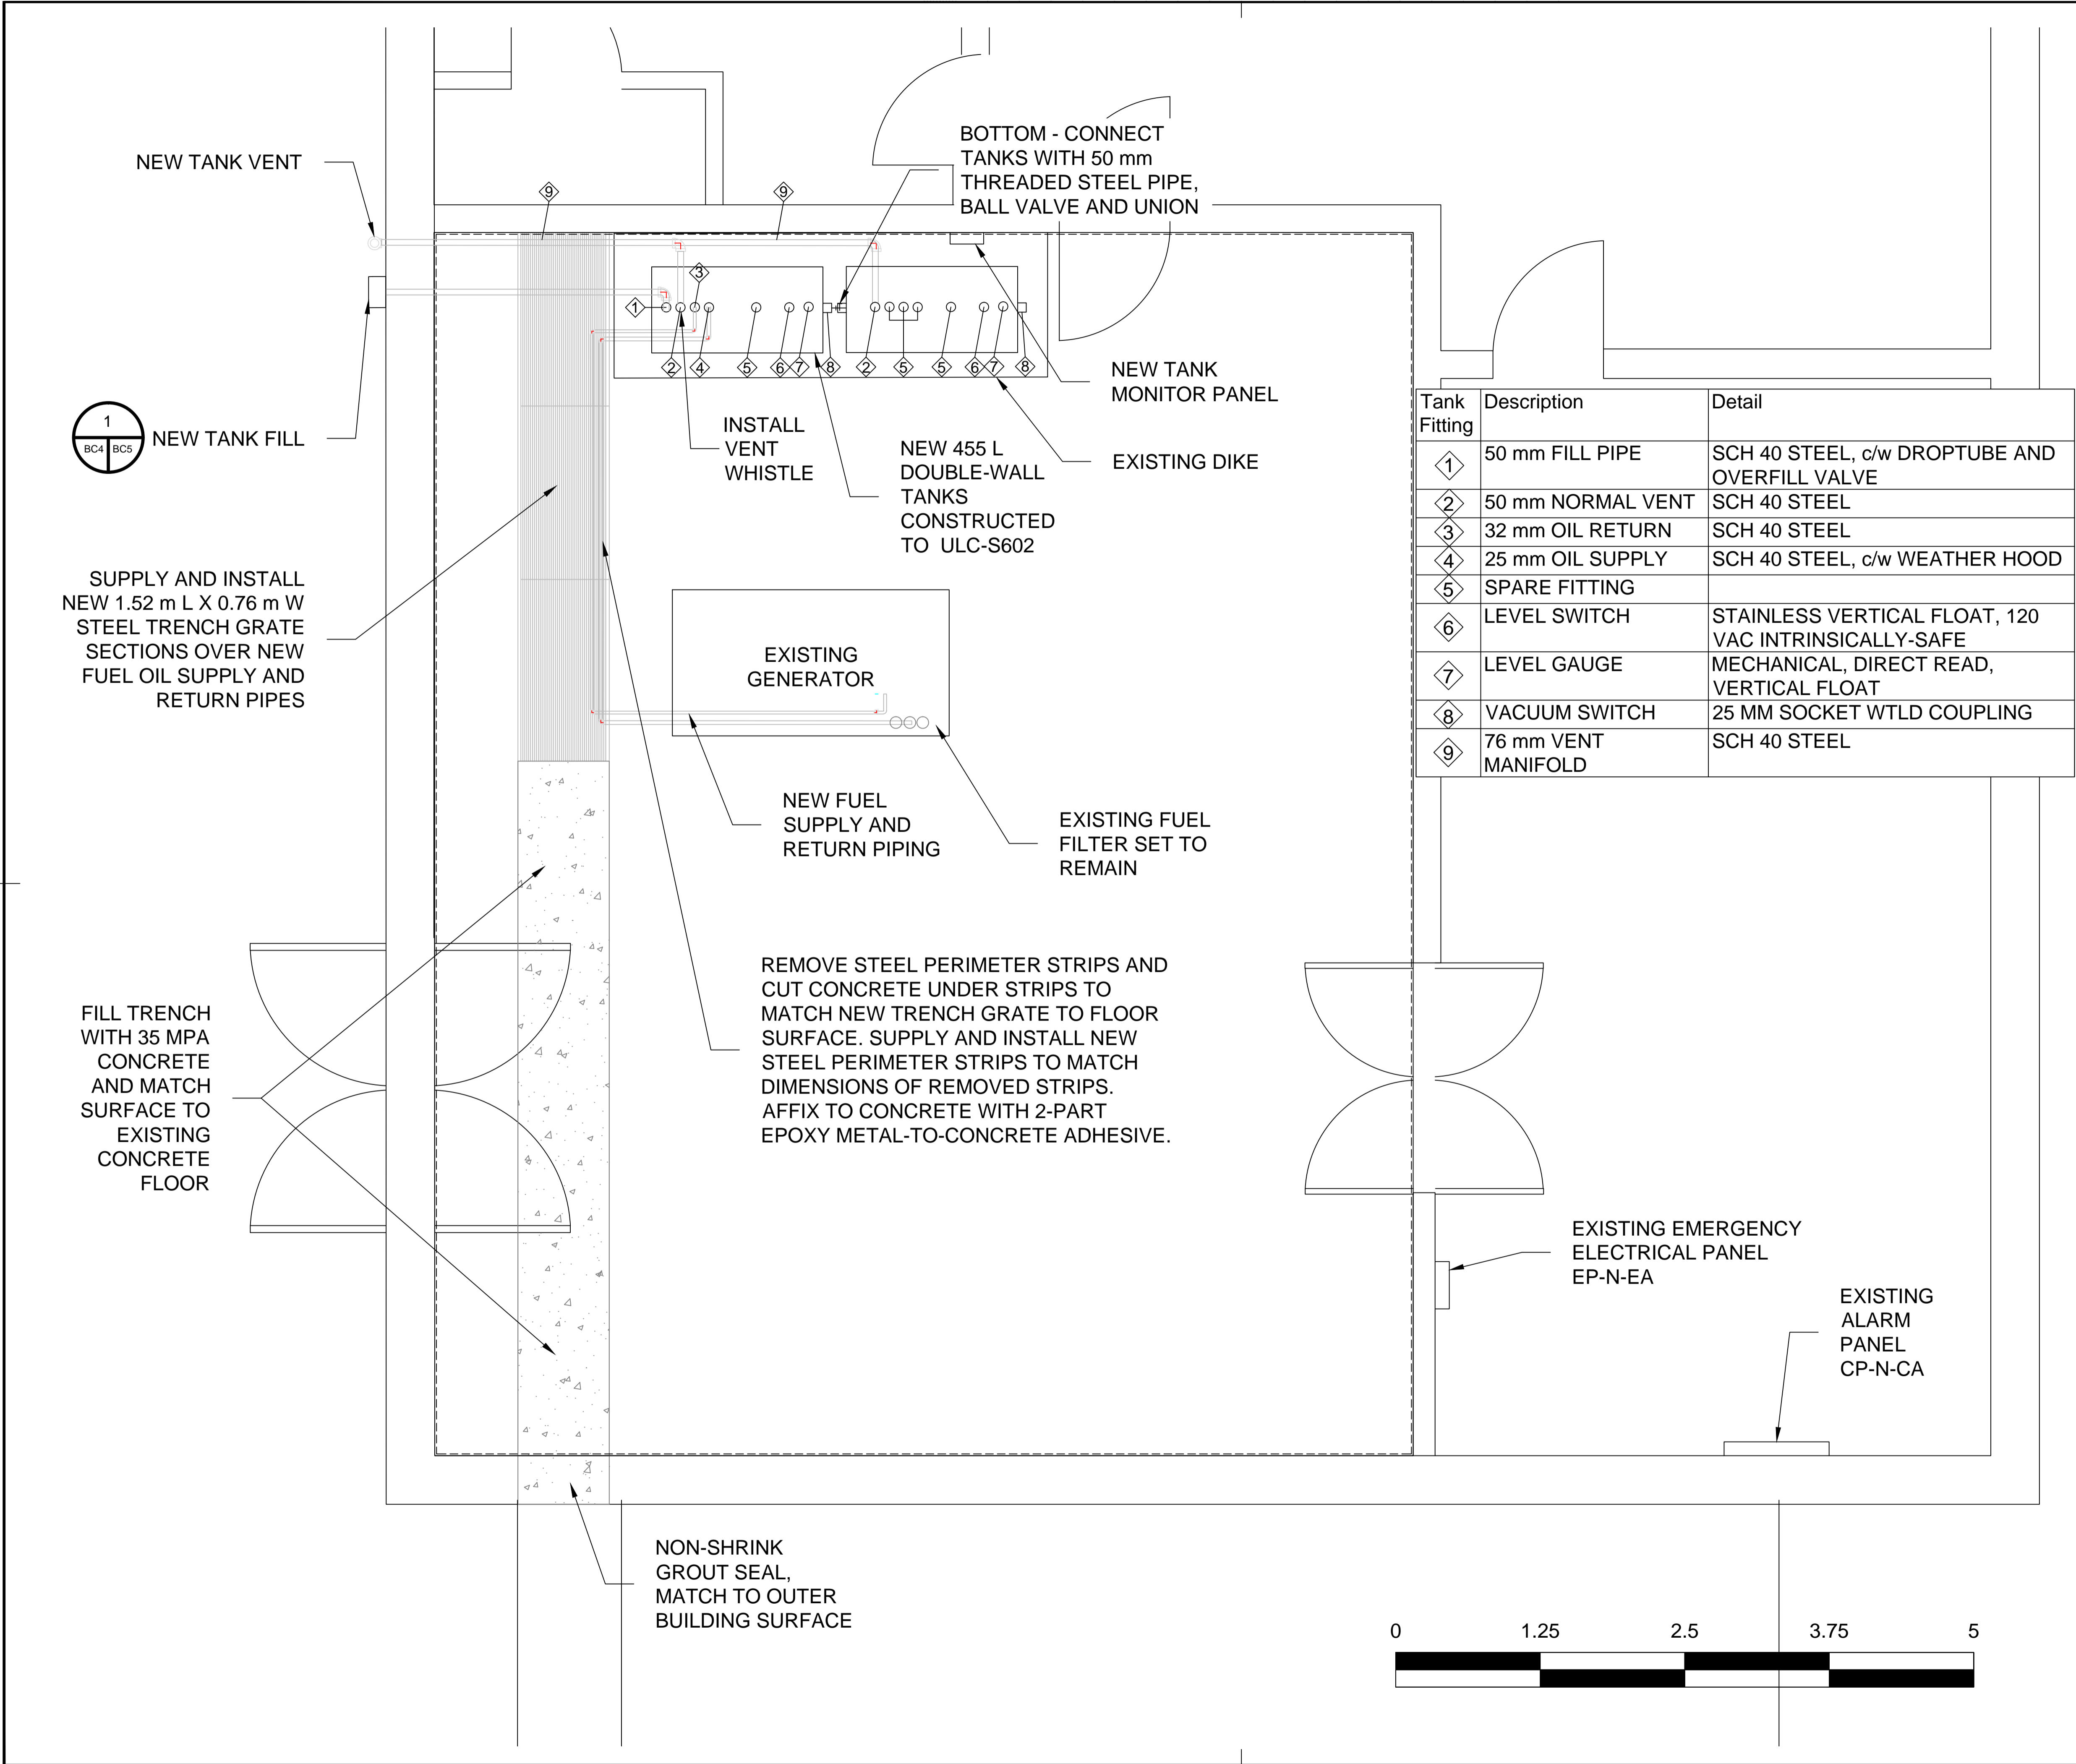 NEW TANK VENT
BOTTOM - CONNECT
TANKS WITH 50 mm
THREADED STEEL PIPE,
BALL VALVE AND UNION
9
9
3
1
2
4
5
6
7
8
2
5
5
6
7
8
NEW TANK
MONITOR PANEL
1
BC4
BC5
NEW TANK FILL
INSTALL
VENT
WHISTLE
NEW 455 L
DOUBLE-WALL
TANKS
CONSTRUCTED
TO ULC-S602
EXISTING DIKE
Tank Fitting Description Detail
1 50 mm FILL PIPE SCH 40 STEEL, c/w DROPTUBE AND
OVERFILL VALVE
2 50 mm NORMAL VENT SCH 40 STEEL
3 32 mm OIL RETURN SCH 40 STEEL
4 25 mm OIL SUPPLY SCH 40 STEEL, c/w WEATHER HOOD
5 SPARE FITTING
6 LEVEL SWITCH STAINLESS VERTICAL FLOAT, 120
VAC INTRINSICALLY-SAFE
7 LEVEL GAUGE MECHANICAL, DIRECT READ,
VERTICAL FLOAT
8 VACUUM SWITCH 25 MM SOCKET WTLD COUPLING
9 76 mm VENT MANIFOLD SCH 40 STEEL
SUPPLY AND INSTALL
NEW 1.52 m L X 0.76 m W
STEEL TRENCH GRATE
SECTIONS OVER NEW
FUEL OIL SUPPLY AND
RETURN PIPES
EXISTING
GENERATOR
NEW FUEL
SUPPLY AND
RETURN PIPING
EXISTING FUEL
FILTER SET TO
REMAIN
REMOVE STEEL PERIMETER STRIPS AND
CUT CONCRETE UNDER STRIPS TO
MATCH NEW TRENCH GRATE TO FLOOR
SURFACE. SUPPLY AND INSTALL NEW
STEEL PERIMETER STRIPS TO MATCH
DIMENSIONS OF REMOVED STRIPS.
AFFIX TO CONCRETE WITH 2-PART
EPOXY METAL-TO-CONCRETE ADHESIVE.
FILL TRENCH
WITH 35 MPA
CONCRETE
AND MATCH
SURFACE TO
EXISTING
CONCRETE
FLOOR
EXISTING EMERGENCY
ELECTRICAL PANEL
EP-N-EA
EXISTING
ALARM
PANEL
CP-N-CA
NON-SHRINK
GROUT SEAL,
MATCH TO OUTER
BUILDING SURFACE
0 1.25 2.5 3.75 5